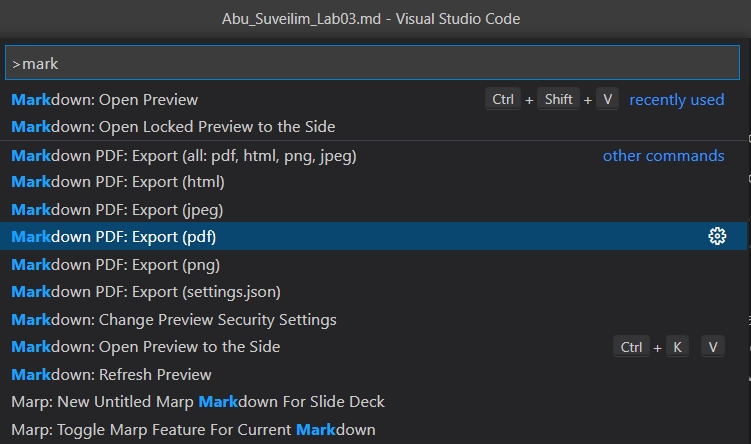 Abu_Suveilim_Lab03.md - Visual Studio Code
>mark
Markdown: Open Preview Ctrl + Shift + V recently used
Markdown: Open Locked Preview to the Side
Markdown PDF: Export (all: pdf, html, png, jpeg) other commands
Markdown PDF: Export (html)
Markdown PDF: Export (jpeg)
Markdown PDF: Export (pdf)
Markdown PDF: Export (png)
Markdown PDF: Export (settings.json)
Markdown: Change Preview Security Settings
Markdown: Open Preview to the Side Ctrl + K V
Markdown: Refresh Preview
Marp: New Untitled Marp Markdown For Slide Deck
Marp: Toggle Marp Feature For Current Markdown